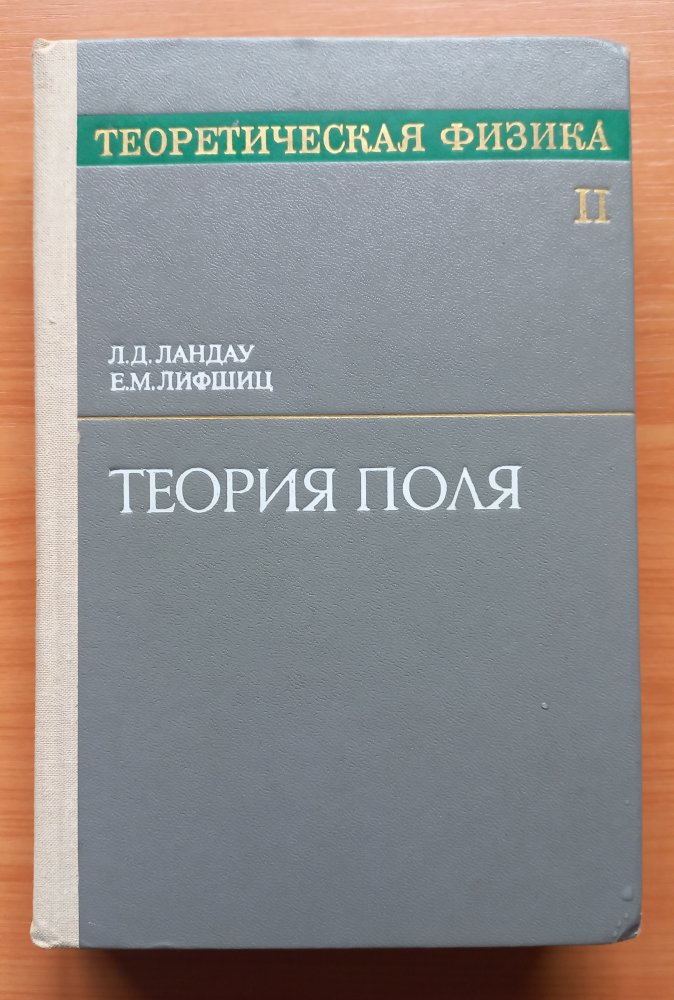 ТЕОРЕТИЧЕСКАЯ ФИЗИКА
II
Л.Д. ЛАНДАУ
Е.М. ЛИФШИЦ
ТЕОРИЯ ПОЛЯ